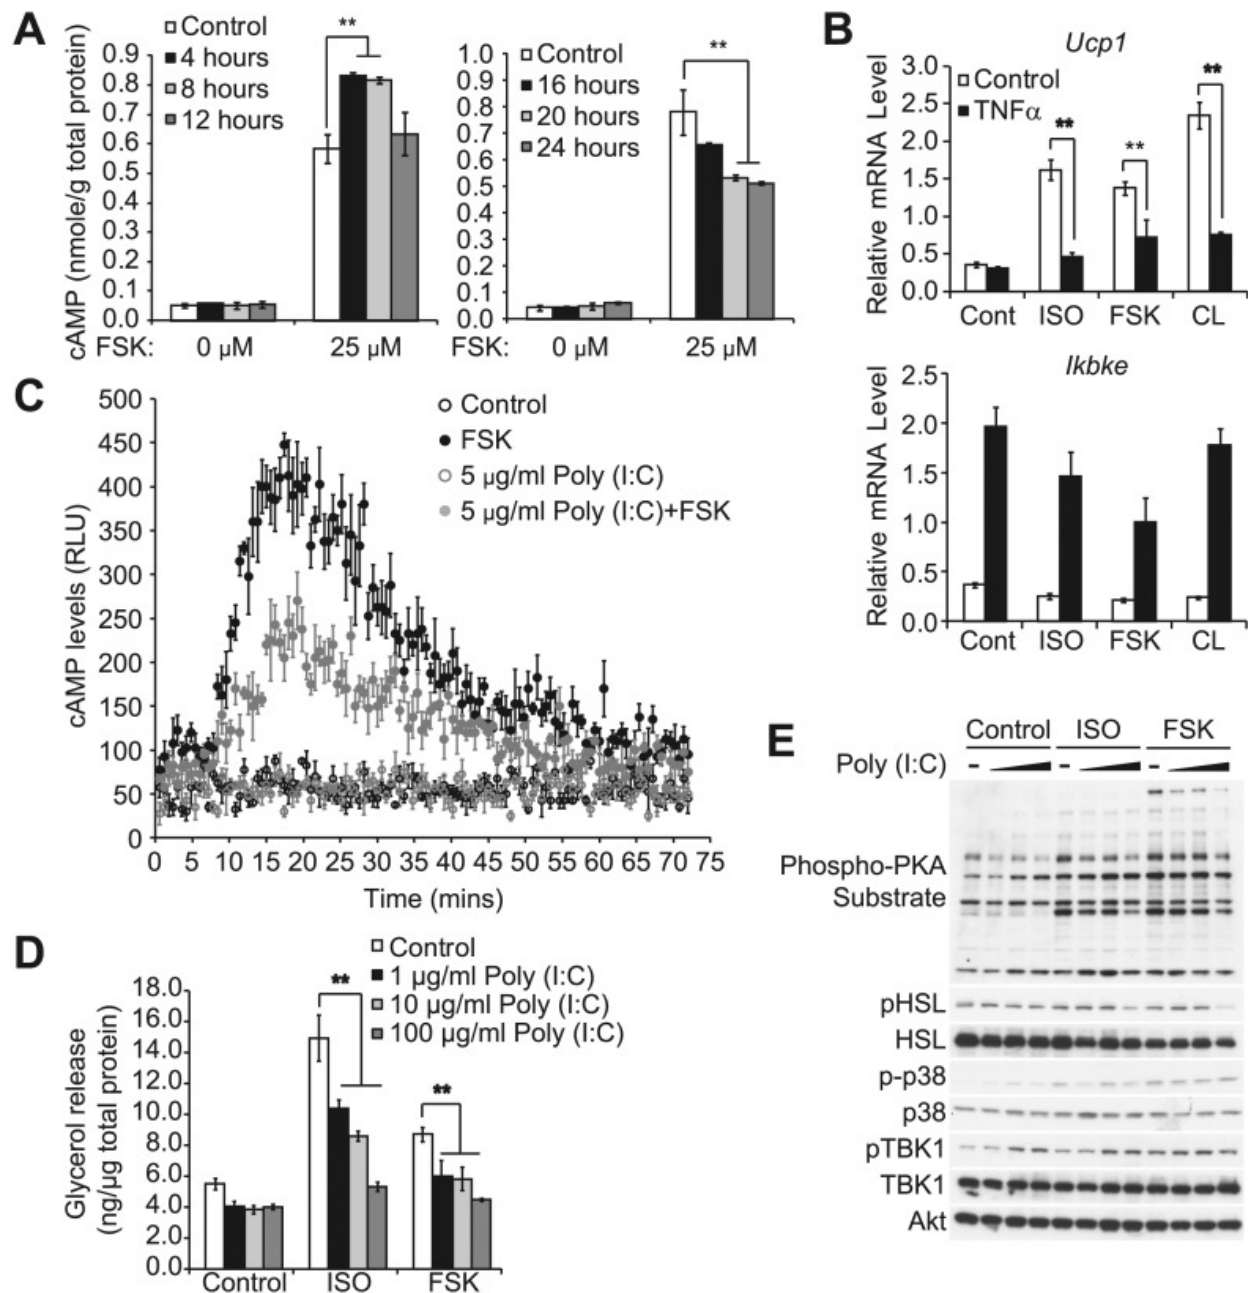 A
cAMP (nmole/g total protein)
0.9
0.8
0.7
0.6
0.5
0.4
0.3
0.2
0.1
0.0
Control
4 hours
8 hours
12 hours
**
FSK:
0 µM
25 µM
1.0
0.9
0.8
0.7
0.6
0.5
0.4
0.3
0.2
0.1
0.0
Control
16 hours
20 hours
24 hours
**
FSK:
0 µM
25 µM
B
Ucp1
Relative mRNA Level
3.0
2.5
2.0
1.5
1.0
0.5
0.0
Control
TNFα
**
**
**
Cont
ISO
FSK
CL
Ikbke
Relative mRNA Level
2.5
2.0
1.5
1.0
0.5
0.0
Cont
ISO
FSK
CL
C
cAMP levels (RLU)
500
450
400
350
300
250
200
150
100
50
0
Control
FSK
5 µg/ml Poly (I:C)
5 µg/ml Poly (I:C)+FSK
0
5
10
15
20
25
30
35
40
45
50
55
60
65
70
75
Time (mins)
D
Glycerol release
(ng/µg total protein)
18.0
16.0
14.0
12.0
10.0
8.0
6.0
4.0
2.0
0.0
Control
1 µg/ml Poly (I:C)
10 µg/ml Poly (I:C)
100 µg/ml Poly (I:C)
**
**
Control
ISO
FSK
E
Control
ISO
FSK
Poly (I:C)
-
-
-
Phospho-PKA
Substrate
pHSL
HSL
p-p38
p38
pTBK1
TBK1
Akt